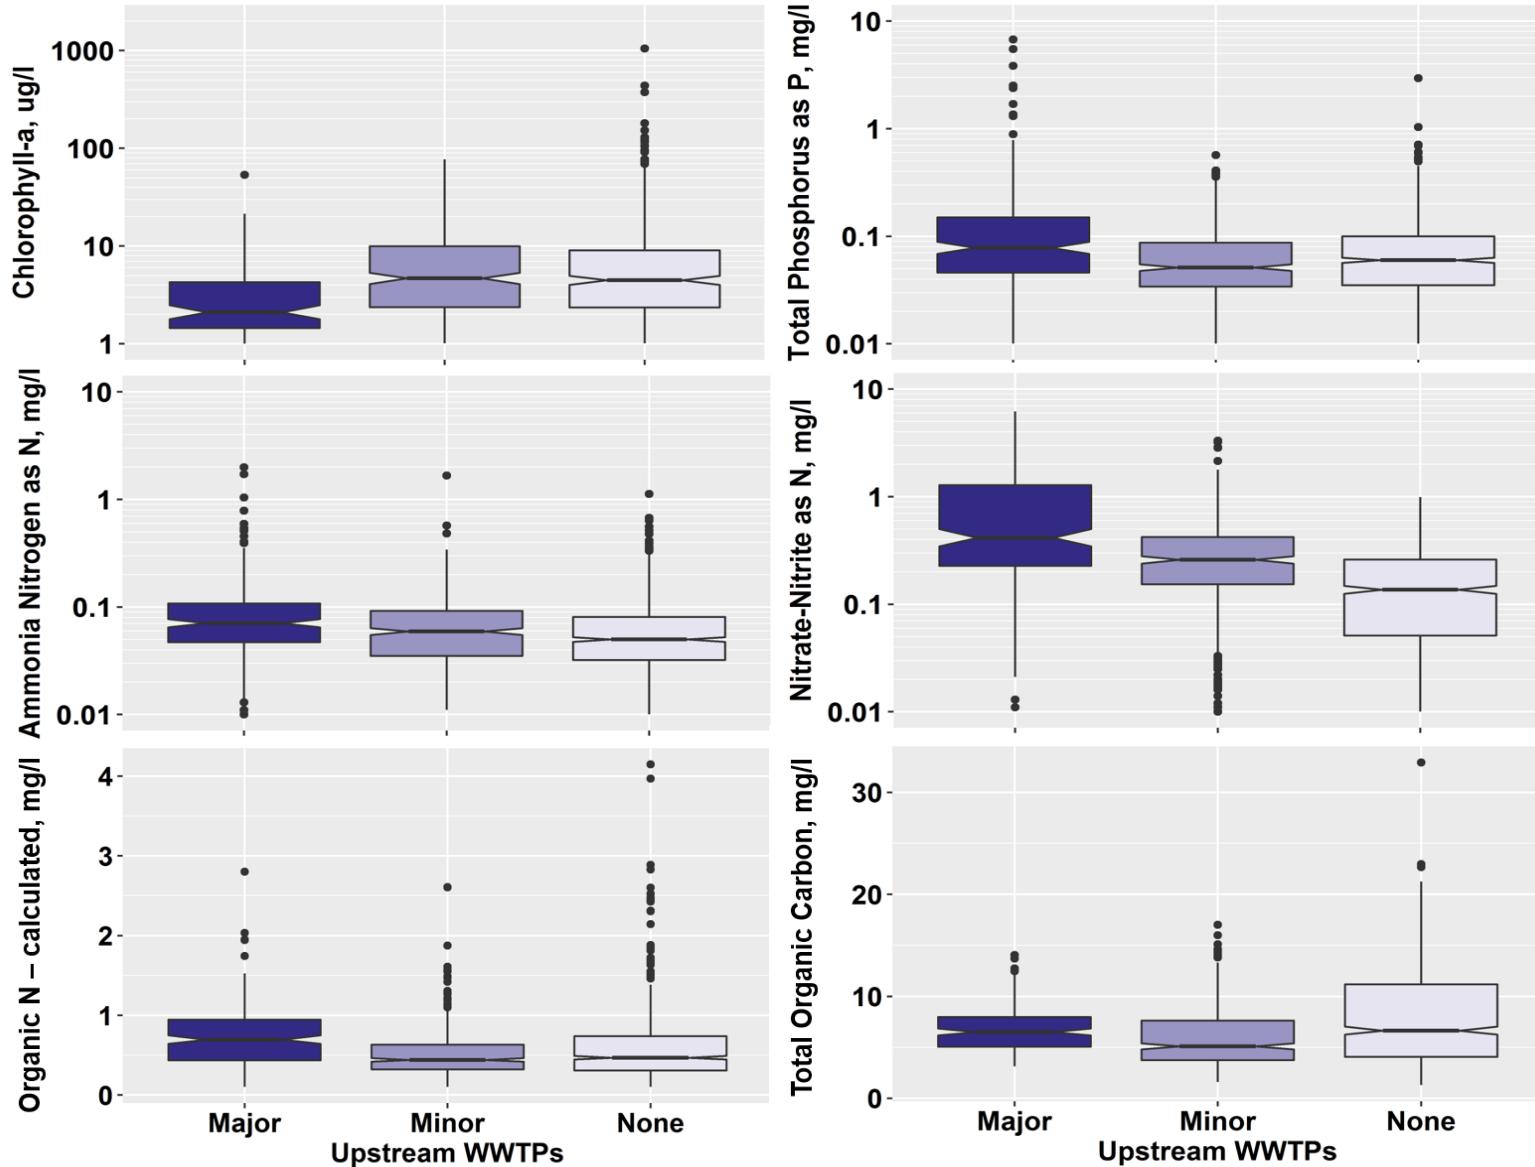 Chlorophyll-a, ug/l
1000
100
10
1
Total Phosphorus as P, mg/l
10
1
0.1
0.01
Ammonia Nitrogen as N, mg/l
10
1
0.1
0.01
Nitrate-Nitrite as N, mg/l
10
1
0.1
0.01
Organic N – calculated, mg/l
4
3
2
1
0
Major Minor None
Upstream WWTPs
Total Organic Carbon, mg/l
30
20
10
0
Major Minor None
Upstream WWTPs